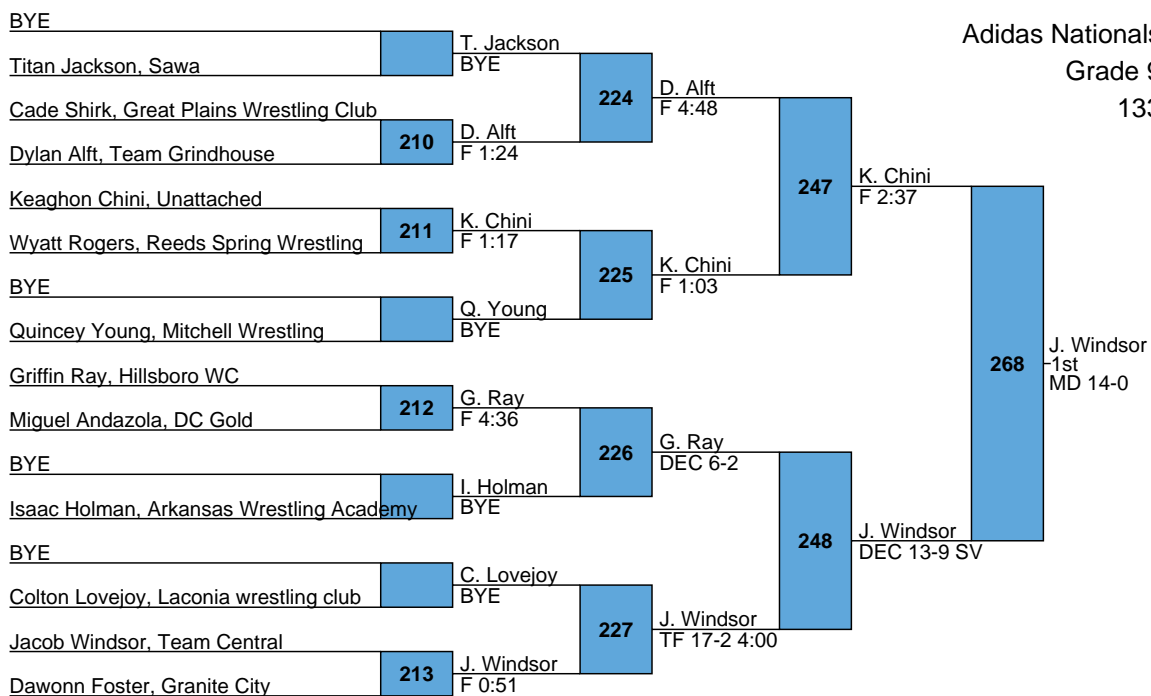 Adidas Nationals
Grade 9
133
BYE
Titan Jackson, Sawa
Cade Shirk, Great Plains Wrestling Club
210
Dylan Alft, Team Grindhouse
Keaghon Chini, Unattached
211
Wyatt Rogers, Reeds Spring Wrestling
BYE
Quincey Young, Mitchell Wrestling
Griffin Ray, Hillsboro WC
212
Miguel Andazola, DC Gold
BYE
Isaac Holman, Arkansas Wrestling Academy
BYE
Colton Lovejoy, Laconia wrestling club
Jacob Windsor, Team Central
213
Dawonn Foster, Granite City
T. Jackson
BYE
224
D. Alft
F 1:24
K. Chini
F 1:17
225
Q. Young
BYE
G. Ray
F 4:36
226
I. Holman
BYE
C. Lovejoy
BYE
227
J. Windsor
F 0:51
D. Alft
F 4:48
247
K. Chini
F 1:03
G. Ray
DEC 6-2
248
J. Windsor
TF 17-2 4:00
K. Chini
F 2:37
268
J. Windsor
DEC 13-9 SV
J. Windsor
1st
MD 14-0